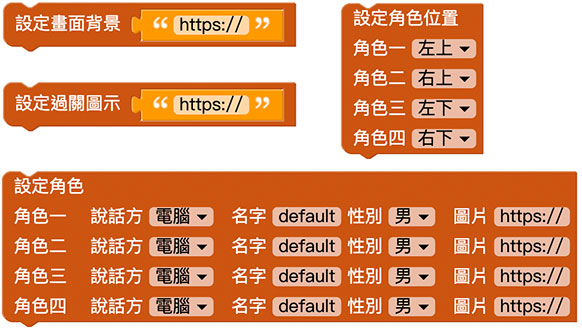 設定畫面背景 “ https:// ”
設定過關圖示 “ https:// ”
設定角色位置
角色一 左上
角色二 右上
角色三 左下
角色四 右下
設定角色
角色一 說話方 電腦 名字 default 性別 男 圖片 https://
角色二 說話方 電腦 名字 default 性別 男 圖片 https://
角色三 說話方 電腦 名字 default 性別 男 圖片 https://
角色四 說話方 電腦 名字 default 性別 男 圖片 https://